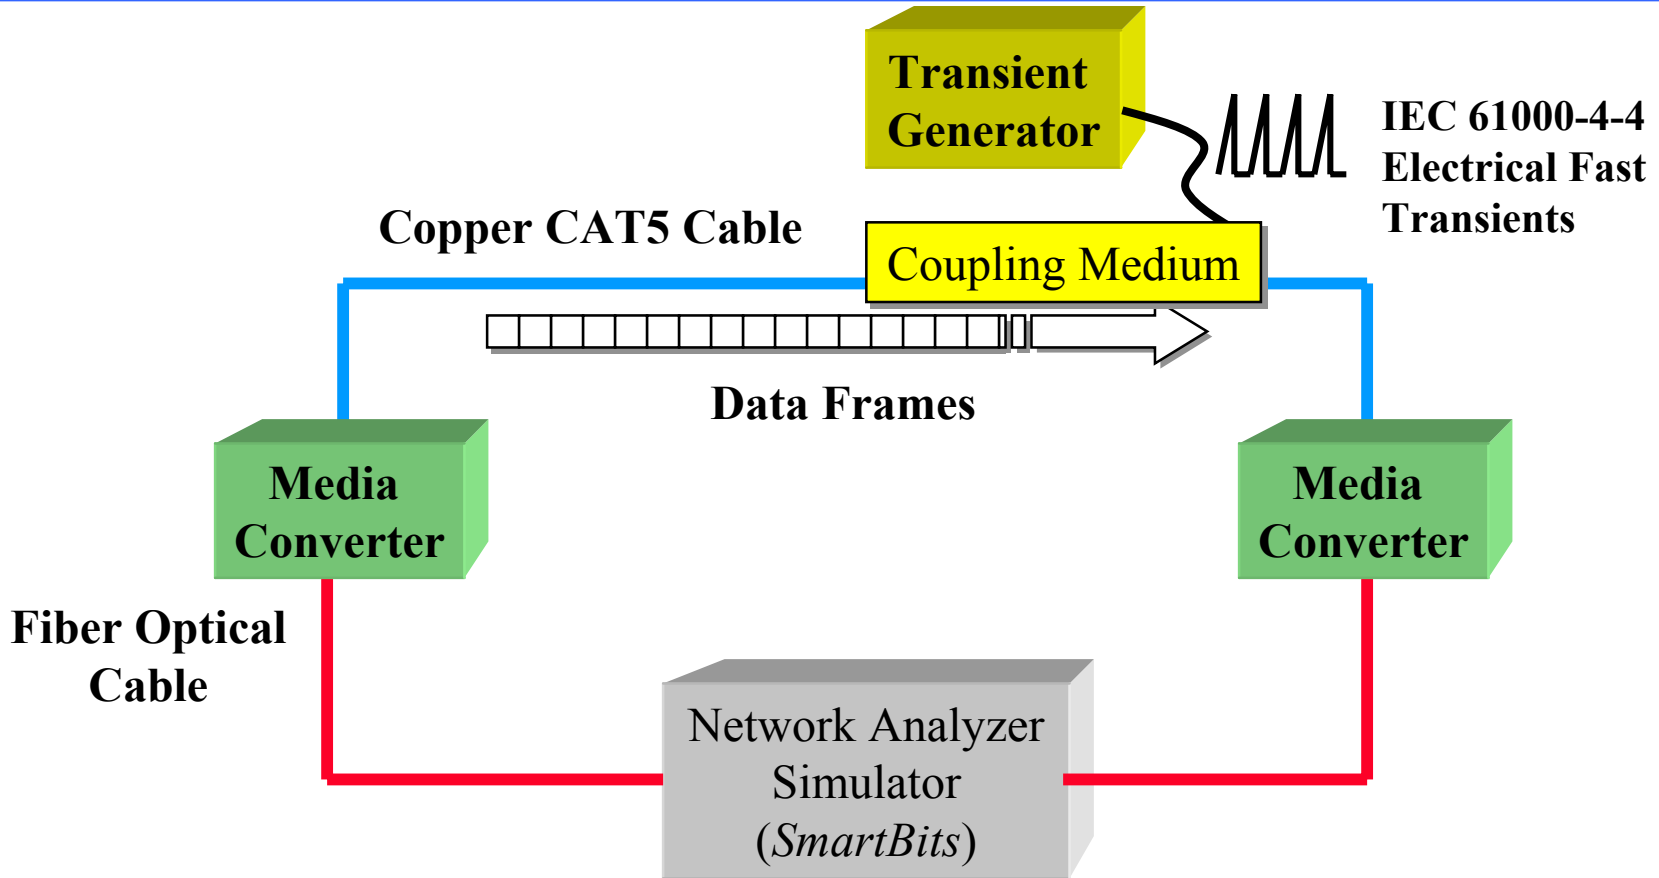 Transient
Generator
IEC 61000-4-4
Electrical Fast
Transients
Copper CAT5 Cable
Coupling Medium
Data Frames
Media
Converter
Media
Converter
Fiber Optical
Cable
Network Analyzer
Simulator
(SmartBits)